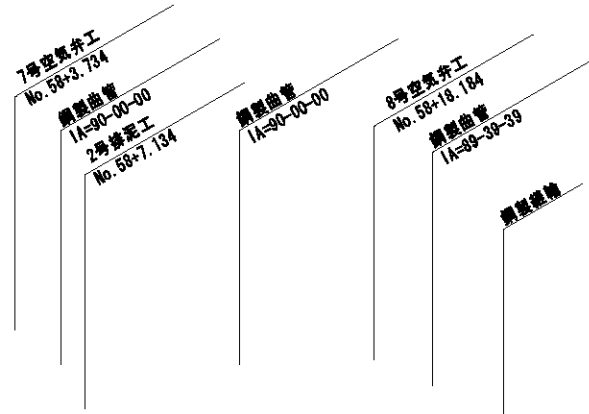 7号空気弁工
No.58+3.734
鋼製曲管
IA=90-00-00
2号排泥工
No.58+7.134
鋼製曲管
IA=90-00-00
8号空気弁工
No.58+18.184
鋼製曲管
IA=89-39-39
鋼製継輪